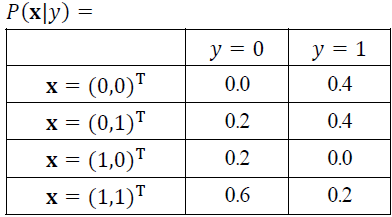 P(x|y) =
y = 0 y = 1
x = (0,0)ᵀ 0.0 0.4
x = (0,1)ᵀ 0.2 0.4
x = (1,0)ᵀ 0.2 0.0
x = (1,1)ᵀ 0.6 0.2